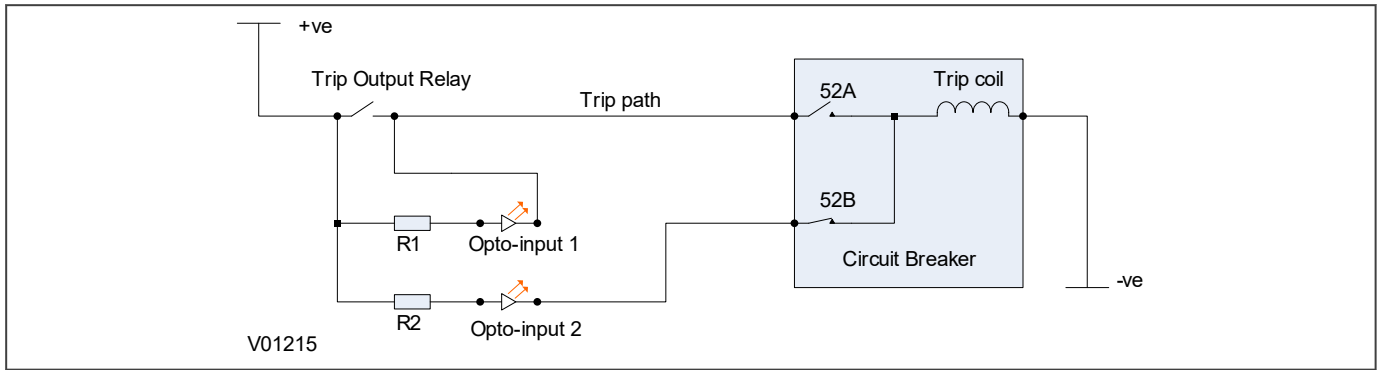 +ve
Trip Output Relay
Trip path
52A
Trip coil
52B
R1
Opto-input 1
Circuit Breaker
-ve
R2
Opto-input 2
V01215